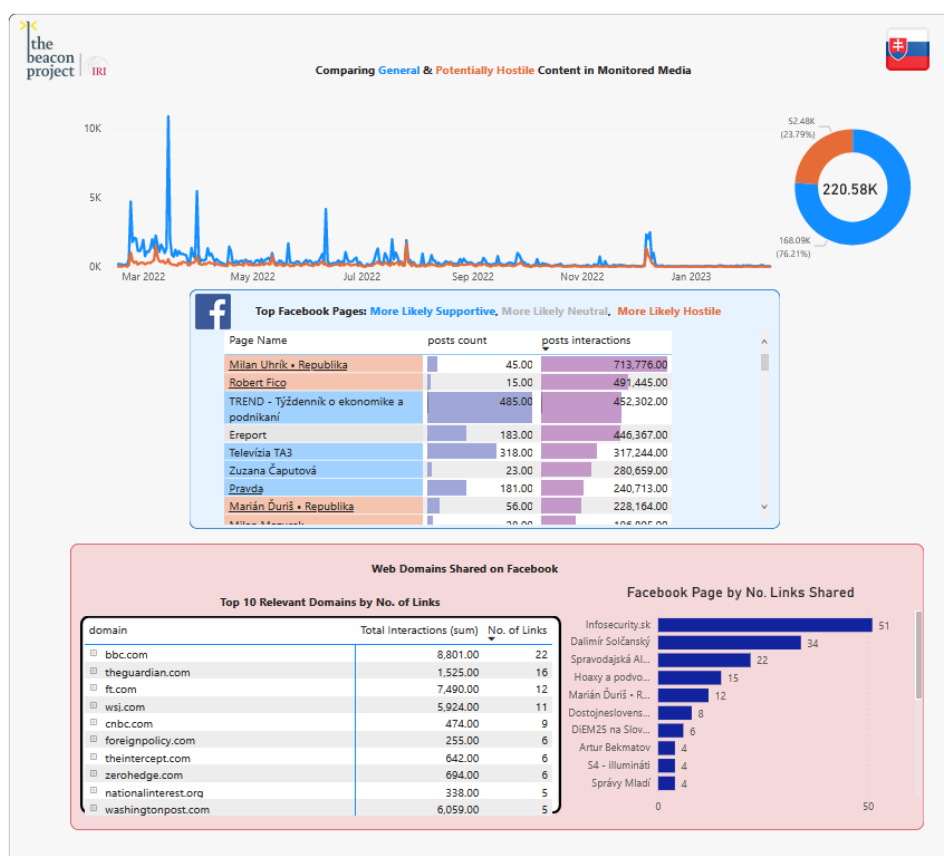 the
beacon
project
IRI
Comparing General & Potentially Hostile Content in Monitored Media
10K
5K
0K
Mar 2022 May 2022 Jul 2022 Sep 2022 Nov 2022 Jan 2023
52.48K
(23.79%)
220.58K
168.09K
(76.21%)
Top Facebook Pages: More Likely Supportive, More Likely Neutral, More Likely Hostile
Page Name posts count posts interactions
Milan Uhrík • Republika 45.00 713,776.00
Robert Fico 15.00 491,445.00
TREND - Týždenník o ekonomike a
podnikaní 485.00 452,302.00
Ereport 183.00 446,367.00
Televízia TA3 318.00 317,244.00
Zuzana Čaputová 23.00 280,659.00
Pravda 181.00 240,713.00
Marián Ďuriš • Republika 56.00 228,164.00
Web Domains Shared on Facebook
Top 10 Relevant Domains by No. of Links
domain Total Interactions (sum) No. of Links
bbc.com 8,801.00 22
theguardian.com 1,525.00 16
ft.com 7,490.00 12
wsj.com 5,924.00 11
cnbc.com 474.00 9
foreignpolicy.com 255.00 6
theintercept.com 642.00 6
zerohedge.com 694.00 6
nationalinterest.org 338.00 5
washingtonpost.com 6,059.00 5
Facebook Page by No. Links Shared
Infosecurity.sk 51
Dalimír Solčanský 34
Spravodajská Al... 22
Hoaxy a podvo... 15
Marián Ďuriš • R... 12
Dostojneslovens... 8
DiEM25 na Slov... 6
Artur Bekmatov 4
S4 - illumináti 4
Správy Mladí 4
0 50